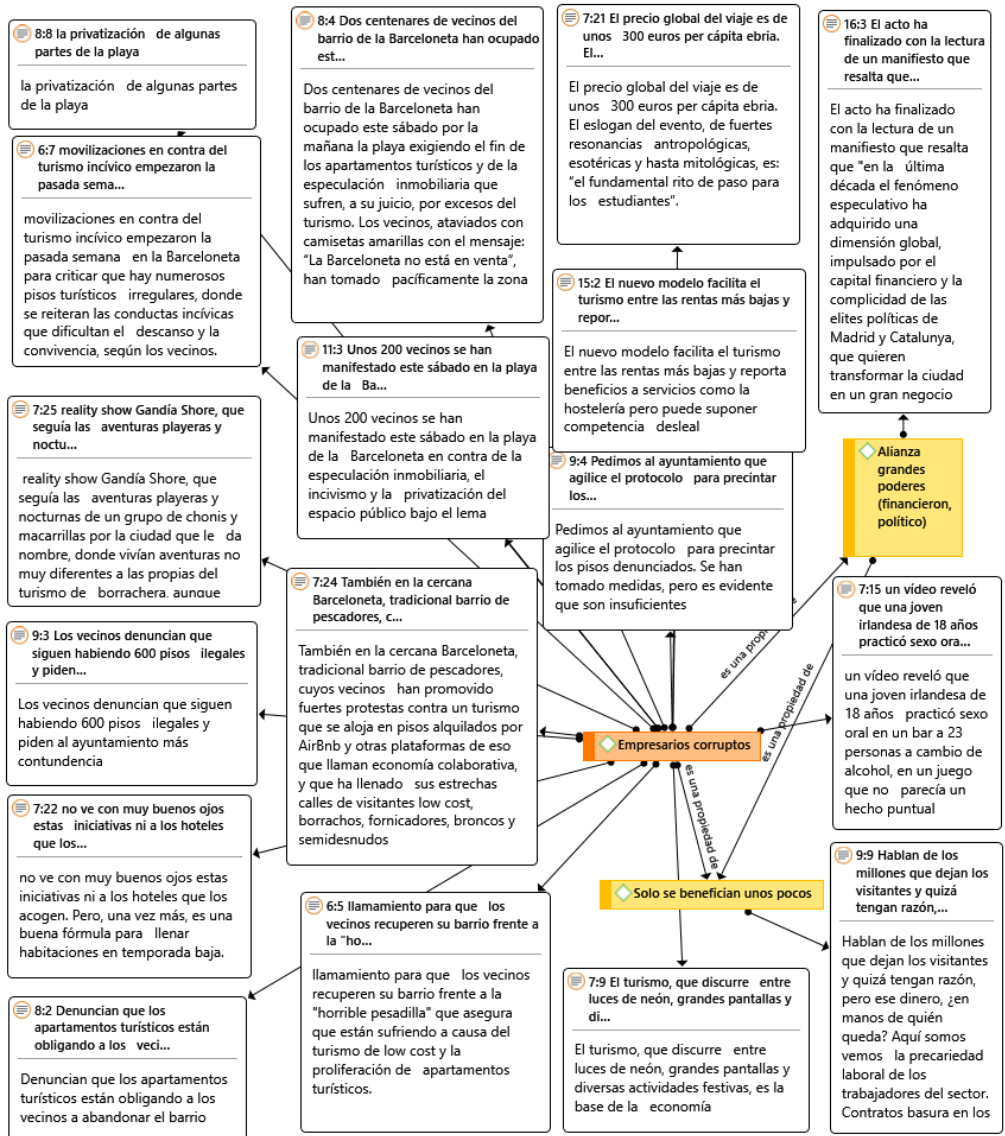 8:8 la privatización de algunas
partes de la playa
la privatización de algunas partes
de la playa
8:4 Dos centenares de vecinos del
barrio de la Barceloneta han ocupado
est...
Dos centenares de vecinos del
barrio de la Barceloneta han
ocupado este sábado por la
mañana la playa exigiendo el fin de
los apartamentos turísticos y de la
especulación inmobiliaria que
sufren, a su juicio, por excesos del
turismo. Los vecinos, ataviados con
camisetas amarillas con el mensaje:
“La Barceloneta no está en venta”,
han tomado pacíficamente la zona
7:21 El precio global del viaje es de
unos 300 euros per cápita ebria.
El...
El precio global del viaje es de
unos 300 euros per cápita ebria.
El eslogan del evento, de fuertes
resonancias antropológicas,
esotéricas y hasta mitológicas, es:
“el fundamental rito de paso para
los estudiantes”.
16:3 El acto ha
finalizado con la lectura
de un manifiesto que
resalta que...
El acto ha finalizado
con la lectura de un
manifiesto que resalta
que "en la última
década el fenómeno
especulativo ha
adquirido una
dimensión global,
impulsado por el
capital financiero y la
complicidad de las
elites políticas de
Madrid y Catalunya,
que quieren
transformar la ciudad
en un gran negocio
6:7 movilizaciones en contra del
turismo incívico empezaron la
pasada sema...
movilizaciones en contra del
turismo incívico empezaron la
pasada semana en la Barceloneta
para criticar que hay numerosos
pisos turísticos irregulares, donde
se reiteran las conductas incívicas
que dificultan el descanso y la
convivencia, según los vecinos.
11:3 Unos 200 vecinos se han
manifestado este sábado en la playa
de la Ba...
Unos 200 vecinos se han
manifestado este sábado en la playa
de la Barceloneta en contra de la
especulación inmobiliaria, el
incivismo y la privatización del
espacio público bajo el lema
15:2 El nuevo modelo facilita el
turismo entre las rentas más bajas y
repor...
El nuevo modelo facilita el turismo
entre las rentas más bajas y reporta
beneficios a servicios como la
hostelería pero puede suponer
competencia desleal
7:25 reality show Gandía Shore, que
seguía las aventuras playeras y
noctu...
reality show Gandía Shore, que
seguía las aventuras playeras y
nocturnas de un grupo de chonis y
macarrillas por la ciudad que le da
nombre, donde vivían aventuras no
muy diferentes a las propias del
turismo de borrachera, aunque
9:4 Pedimos al ayuntamiento que
agilice el protocolo para precintar
los...
Pedimos al ayuntamiento que
agilice el protocolo para precintar
los pisos denunciados. Se han
tomado medidas, pero es evidente
que son insuficientes
Alianza
grandes
poderes
(financieron,
político)
7:24 También en la cercana
Barceloneta, tradicional barrio de
pescadores, c...
También en la cercana Barceloneta,
tradicional barrio de pescadores,
cuyos vecinos han promovido
fuertes protestas contra un turismo
que se aloja en pisos alquilados por
AirBnb y otras plataformas de eso
que llaman economía colaborativa,
y que ha llenado sus estrechas
calles de visitantes low cost,
borrachos, fornicadores, broncos y
semidesnudos
es una propie
es una propiedad de
es una propiedad de
7:15 un vídeo reveló
que una joven
irlandesa de 18 años
practicó sexo ora...
un vídeo reveló que
una joven irlandesa de
18 años practicó sexo
oral en un bar a 23
personas a cambio de
alcohol, en un juego
que no parecía un
hecho puntual
9:3 Los vecinos denuncian que
siguen habiendo 600 pisos ilegales
y piden...
Los vecinos denuncian que siguen
habiendo 600 pisos ilegales y
piden al ayuntamiento más
contundencia
Empresarios corruptos
7:22 no ve con muy buenos ojos
estas iniciativas ni a los hoteles
que los...
no ve con muy buenos ojos estas
iniciativas ni a los hoteles que los
acogen. Pero, una vez más, es una
buena fórmula para llenar
habitaciones en temporada baja.
Solo se benefician unos pocos
6:5 llamamiento para que los
vecinos recuperen su barrio frente a
la "ho...
llamamiento para que los vecinos
recuperen su barrio frente a la
"horrible pesadilla" que asegura
que están sufriendo a causa del
turismo de low cost y la
proliferación de apartamentos
turísticos.
9:9 Hablan de los
millones que dejan los
visitantes y quizá
tengan razón,...
Hablan de los millones
que dejan los visitantes
y quizá tengan razón,
pero ese dinero, ¿en
manos de quién
queda? Aquí somos
vemos la precariedad
laboral de los
trabajadores del sector.
Contratos basura en los
7:9 El turismo, que discurre entre
luces de neón, grandes pantallas y
di...
El turismo, que discurre entre
luces de neón, grandes pantallas y
diversas actividades festivas, es la
base de la economía
8:2 Denuncian que los
apartamentos turísticos están
obligando a los veci...
Denuncian que los apartamentos
turísticos están obligando a los
vecinos a abandonar el barrio